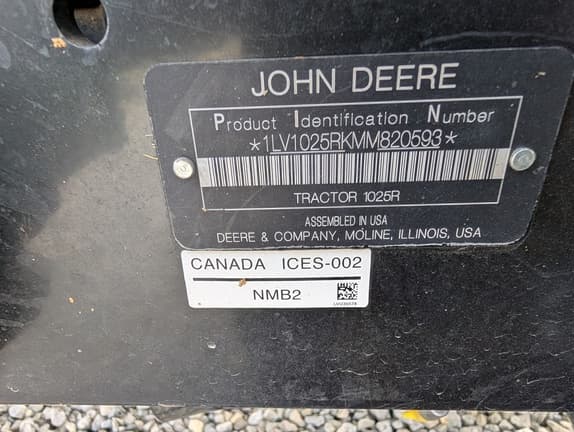 JOHN DEERE
Product Identification Number
*1LV1025RKMM820593*
TRACTOR 1025R
ASSEMBLED IN USA
DEERE & COMPANY, MOLINE, ILLINOIS, USA
CANADA ICES-002
NMB2